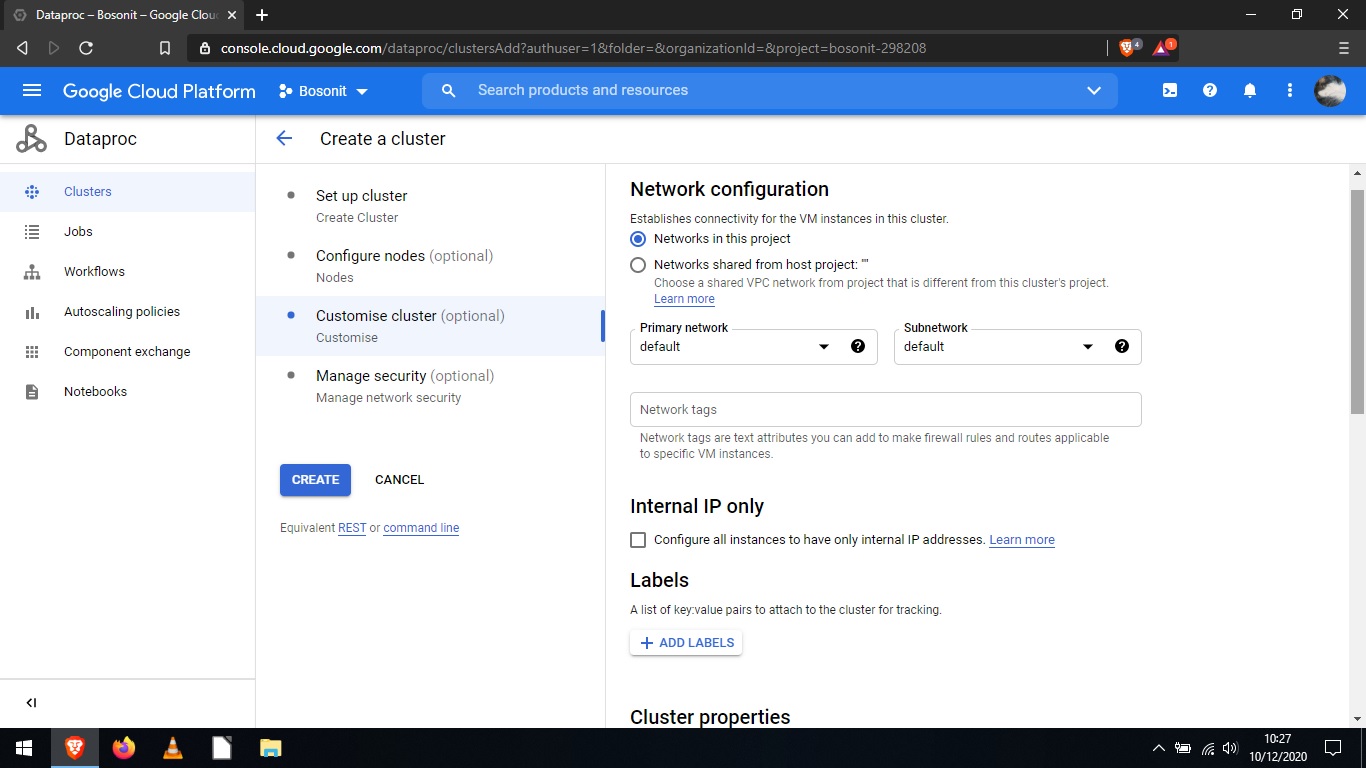 Dataproc – Bosonit – Google Clou
console.cloud.google.com/dataproc/clustersAdd?authuser=1&folder=&organizationId=&project=bosonit-298208
4
1
Google Cloud Platform
Bosonit
Search products and resources
Dataproc
Create a cluster
Clusters
Jobs
Workflows
Autoscaling policies
Component exchange
Notebooks
Set up cluster
Create Cluster
Configure nodes (optional)
Nodes
Customise cluster (optional)
Customise
Manage security (optional)
Manage network security
CREATE
CANCEL
Equivalent REST or command line
Network configuration
Establishes connectivity for the VM instances in this cluster.
Networks in this project
Networks shared from host project: ""
Choose a shared VPC network from project that is different from this cluster's project.
Learn more
Primary network
default
Subnetwork
default
Network tags
Network tags are text attributes you can add to make firewall rules and routes applicable
to specific VM instances.
Internal IP only
Configure all instances to have only internal IP addresses. Learn more
Labels
A list of key:value pairs to attach to the cluster for tracking.
ADD LABELS
Cluster properties
10:27
10/12/2020